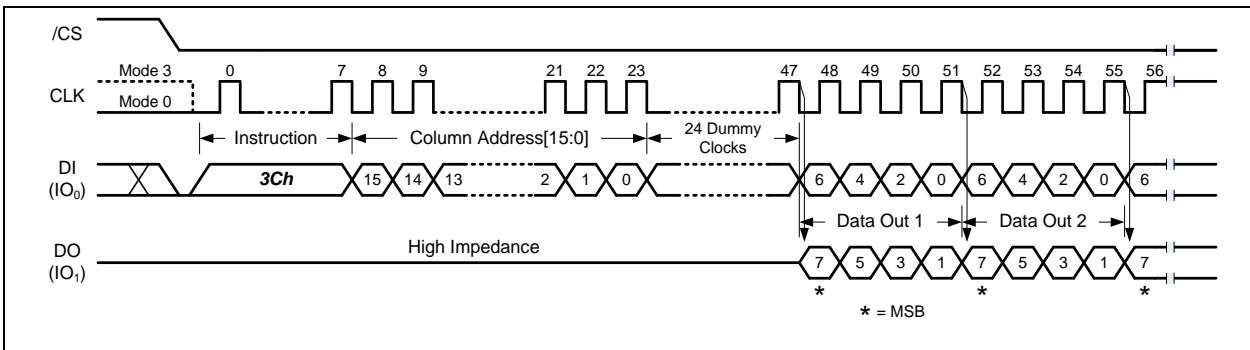 /CS
Mode 3 0 7 8 9 21 22 23 47 48 49 50 51 52 53 54 55 56
CLK
Mode 0
Instruction Column Address[15:0] 24 Dummy Clocks
DI (IO0) 3Ch 15 14 13 2 1 0 6 4 2 0 6 4 2 0 6
Data Out 1 Data Out 2
High Impedance
DO (IO1) 7 5 3 1 7 5 3 1 7
* * *
* = MSB